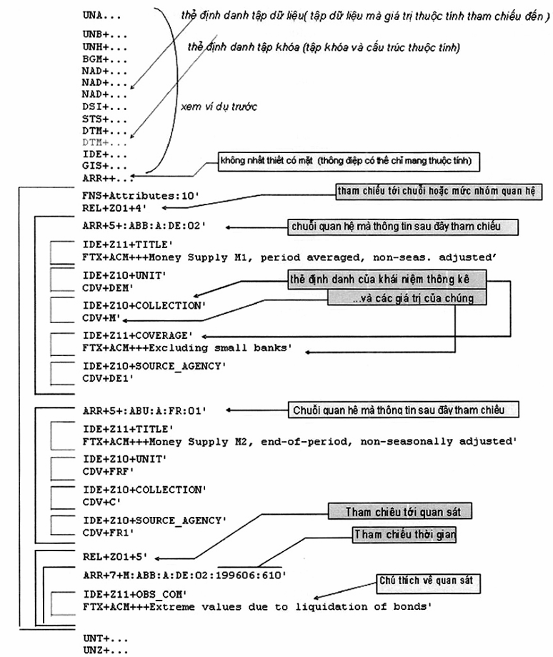 UNA...
thẻ định danh tập dữ liệu( tập dữ liệu mà giá trị thuộc tính tham chiếu đến )
UNB+...
UNH+...
thẻ định danh tập khóa (tập khóa và cấu trúc thuộc tính)
BGM+...
NAD+...
NAD+...
NAD+...
DSI+...
xem ví dụ trước
STS+...
DTM+...
DTM+...
IDE+...
GIS+...
không nhất thiết có mặt (thông điệp có thể chỉ mang thuộc tính)
ARR++...
FNS+Attributes:10'
tham chiếu tới chuỗi hoặc mức nhóm quan hệ
REL+Z01+4'
ARR+5+:ABB:A:DE:02'
chuỗi quan hệ mà thông tin sau đây tham chiếu
IDE+Z11+TITLE'
FTX+ACM+++Money Supply M1, period averaged, non-seas. adjusted'
IDE+Z10+UNIT'
thẻ định danh của khái niệm thống kê
CDV+DEM'
...và các giá trị của chúng
IDE+Z10+COLLECTION'
CDV+M'
IDE+Z11+COVERAGE'
FTX+ACM+++Excluding small banks'
IDE+Z10+SOURCE_AGENCY'
CDV+DE1'
ARR+5+:ABU:A:FR:01'
Chuỗi quan hê mà thông tin sau đây tham chiếu
IDE+Z11+TITLE'
FTX+ACM+++Money Supply M2, end-of-period, non-seasonally adjusted'
IDE+Z10+UNIT'
CDV+FRF'
IDE+Z10+COLLECTION'
CDV+C'
IDE+Z10+SOURCE_AGENCY'
CDV+FR1'
Tham chiêu tới quan sát
Tham chiếu thời gian
REL+Z01+5'
ARR+7+M:ABB:A:DE:02:199606:610'
Chú thích về quan sát
IDE+Z11+OBS_COM'
FTX+ACM+++Extreme values due to liquidation of bonds'
UNT+...
UNZ+...